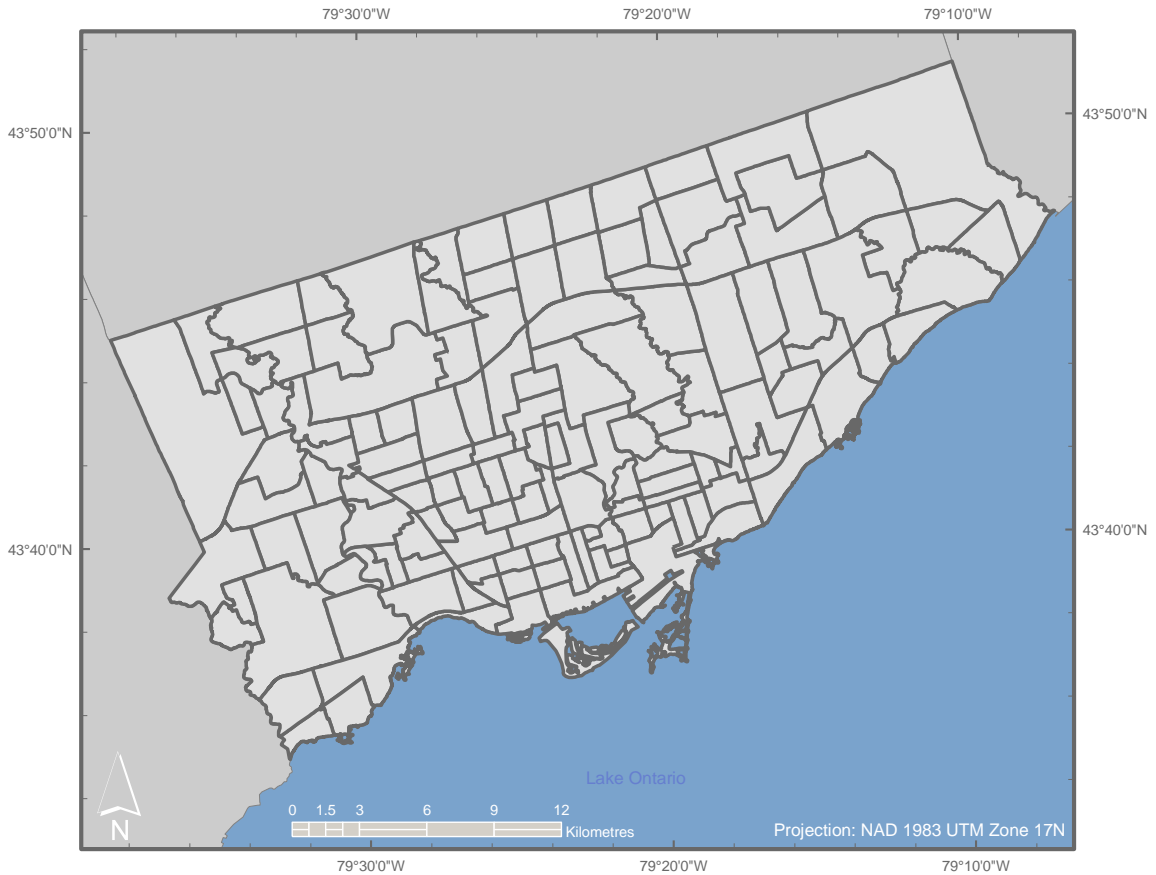 79°30'0"W 79°20'0"W 79°10'0"W
43°50'0"N 43°50'0"N
43°40'0"N 43°40'0"N
Lake Ontario
0 1.5 3 6 9 12
Kilometres
N
Projection: NAD 1983 UTM Zone 17N
79°30'0"W 79°20'0"W 79°10'0"W